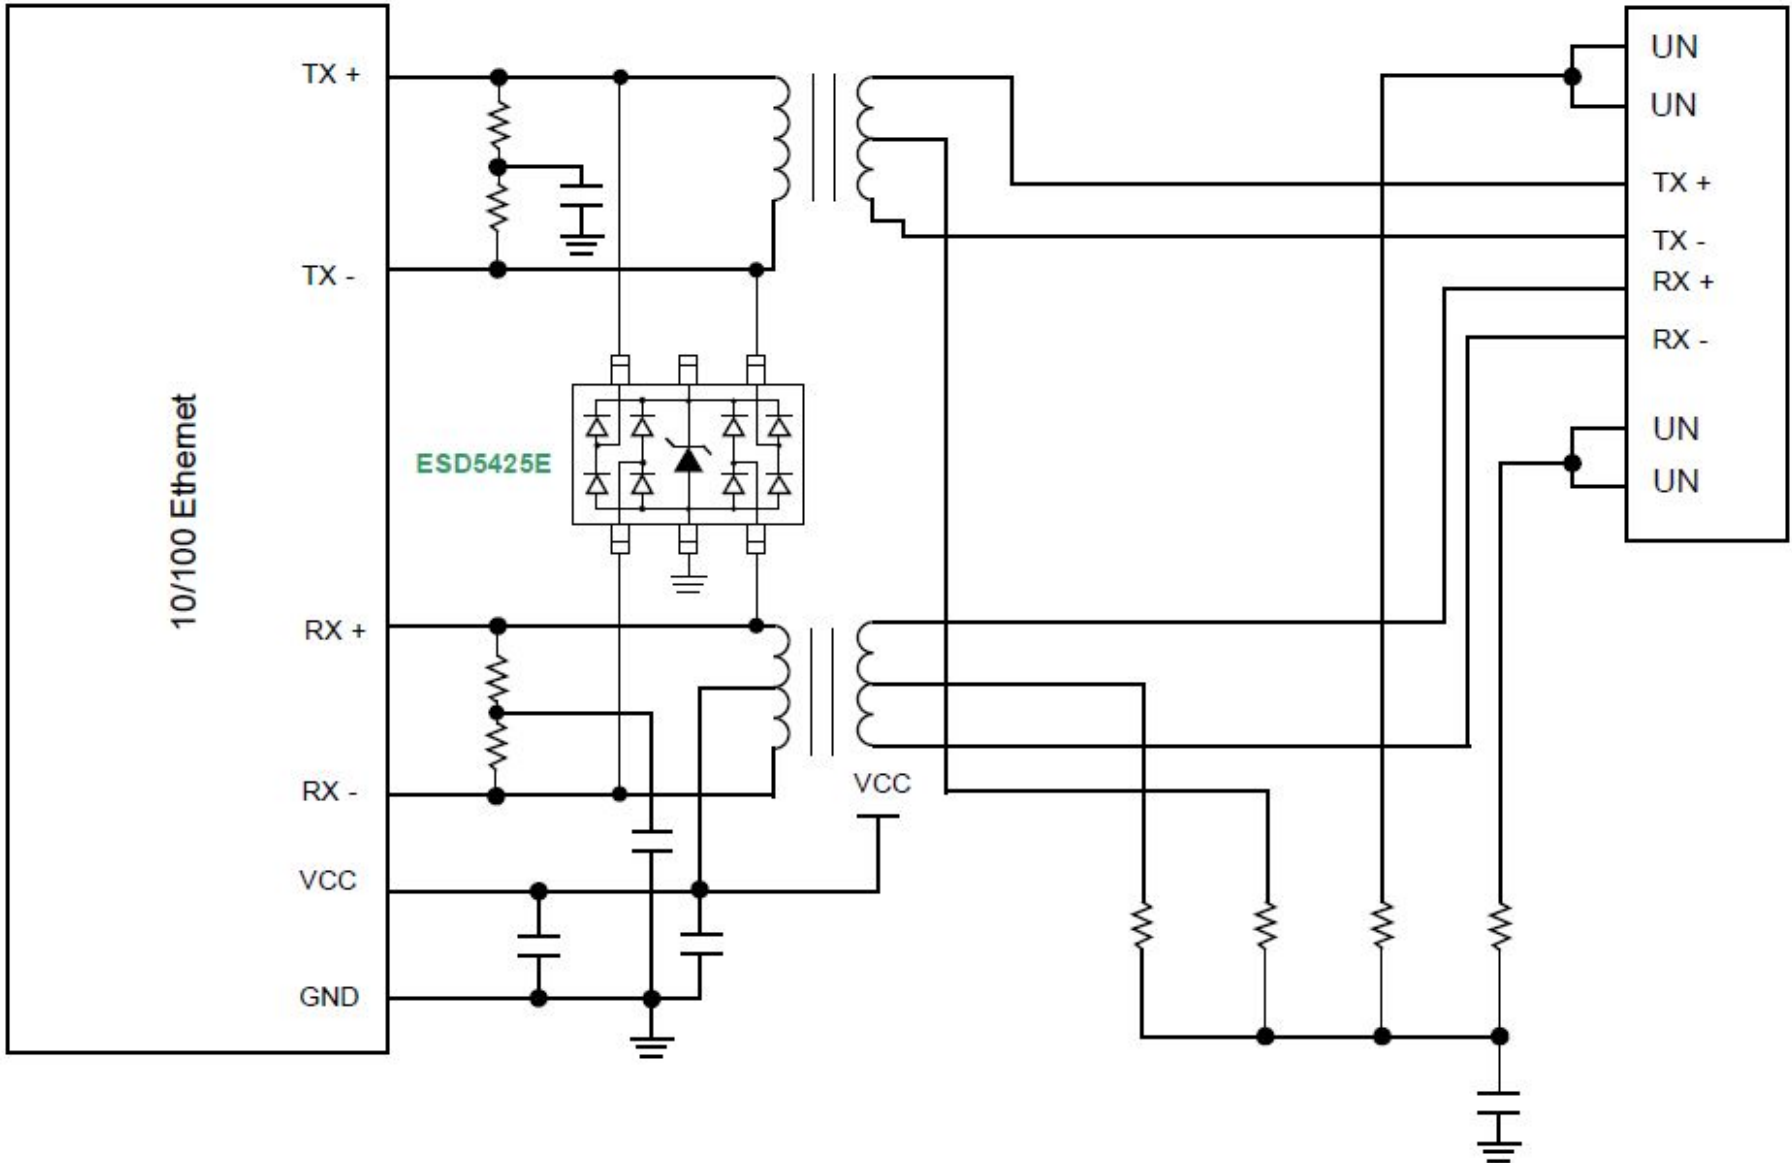 TX +
TX -
10/100 Ethernet
ESD5425E
RX +
RX -
VCC
GND
VCC
UN
UN
TX +
TX -
RX +
RX -
UN
UN